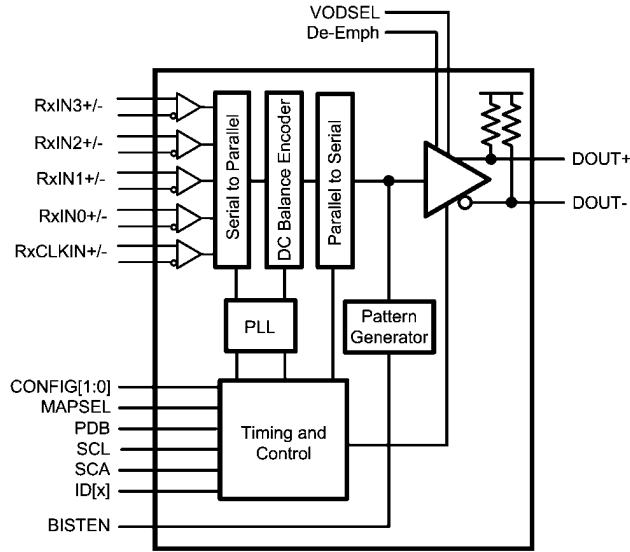 VODSEL
De-Emph
RxIN3+/-
RxIN2+/-
RxIN1+/-
RxIN0+/-
RxCLKIN+/-
Serial to Parallel
DC Balance Encoder
Parallel to Serial
DOUT+
DOUT-
PLL
Pattern
Generator
CONFIG[1:0]
MAPSEL
PDB
SCL
SCA
ID[x]
BISTEN
Timing and
Control